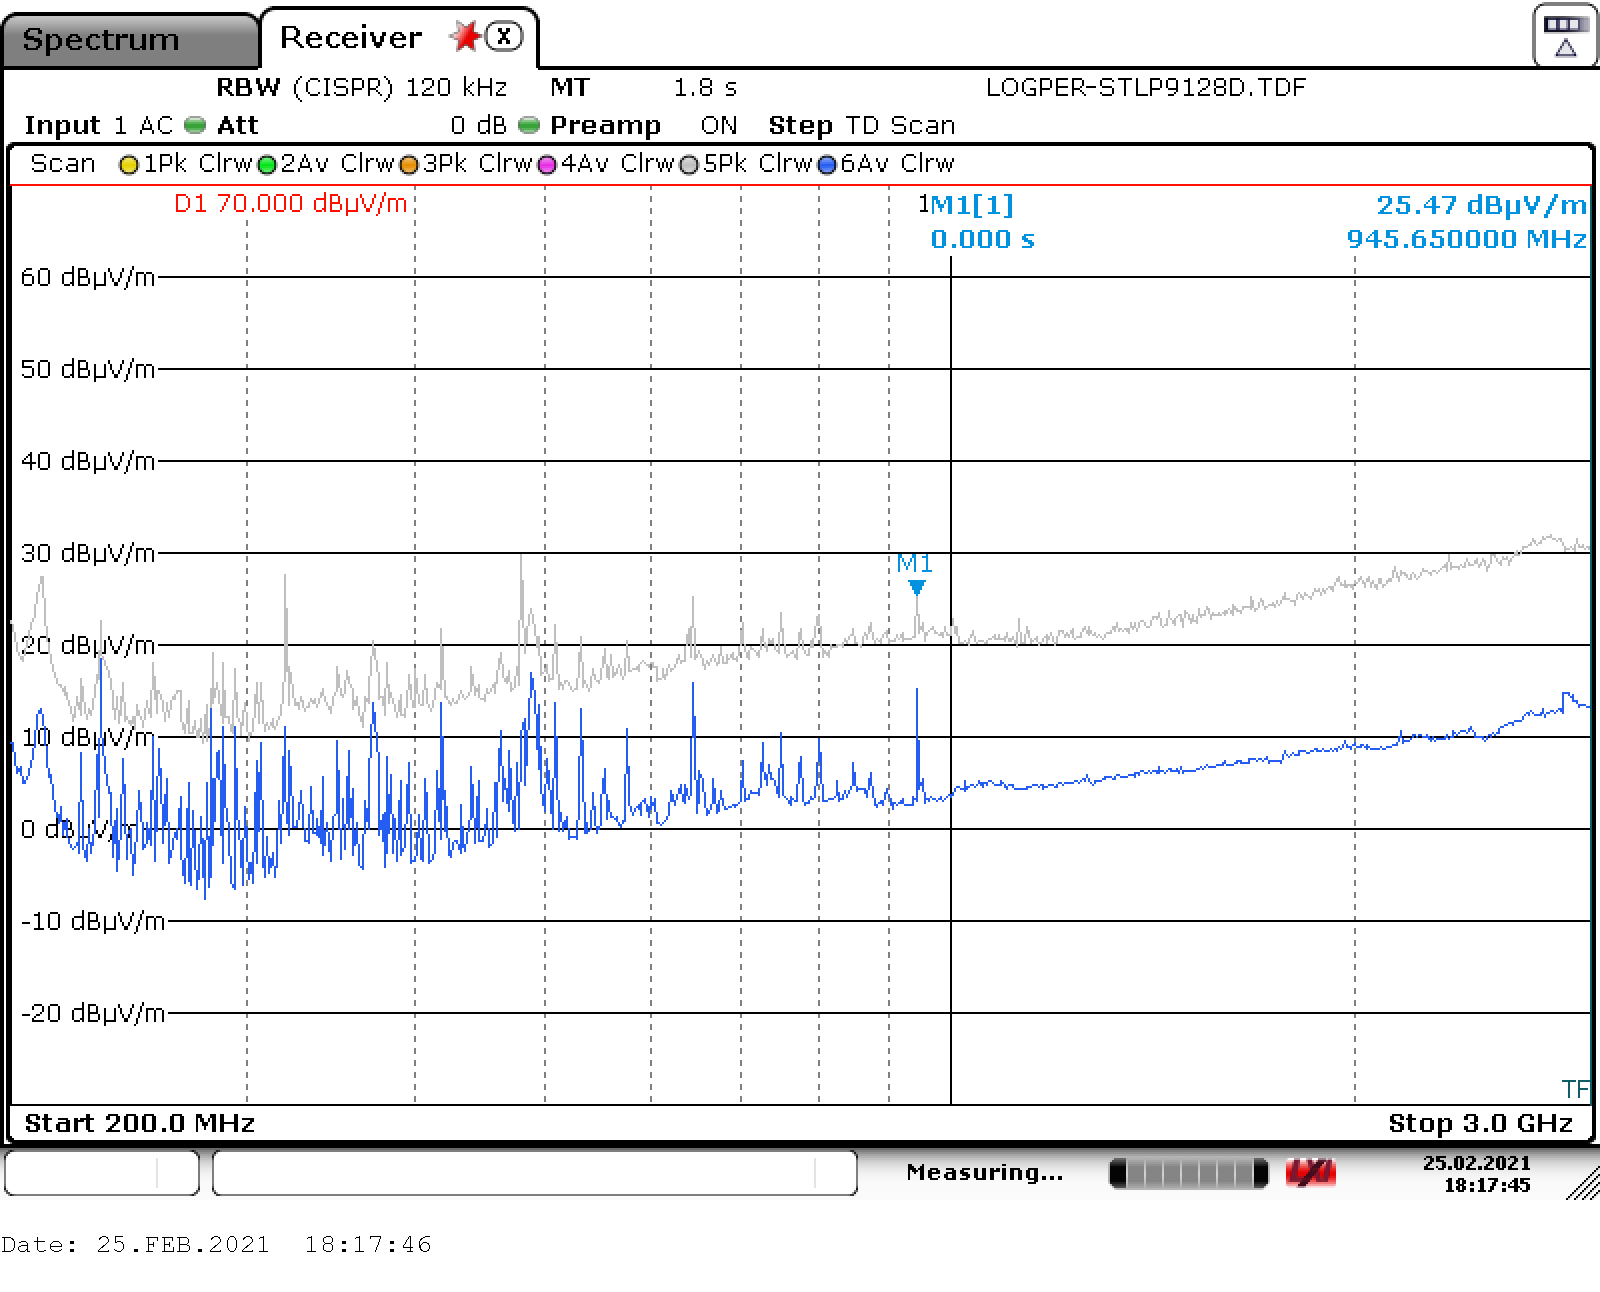 Spectrum Receiver X
RBW (CISPR) 120 kHz MT 1.8 s LOGPER-STLP9128D.TDF
Input 1 AC Att 0 dB Preamp ON Step TD Scan
Scan 1Pk Clrw 2Av Clrw 3Pk Clrw 4Av Clrw 5Pk Clrw 6Av Clrw
D1 70.000 dBµV/m 1 M1[1] 25.47 dBµV/m
0.000 s 945.650000 MHz
60 dBµV/m
50 dBµV/m
40 dBµV/m
30 dBµV/m
M1
20 dBµV/m
10 dBµV/m
0 dBµV/m
-10 dBµV/m
-20 dBµV/m
TF
Start 200.0 MHz Stop 3.0 GHz
Measuring... LXI 25.02.2021
18:17:45
Date: 25.FEB.2021 18:17:46